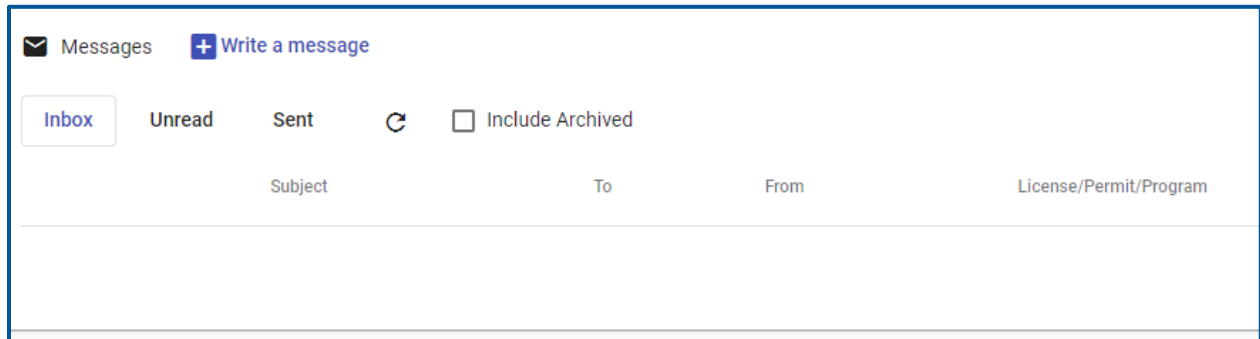 Messages Write a message
Inbox Unread Sent Include Archived
Subject To From License/Permit/Program